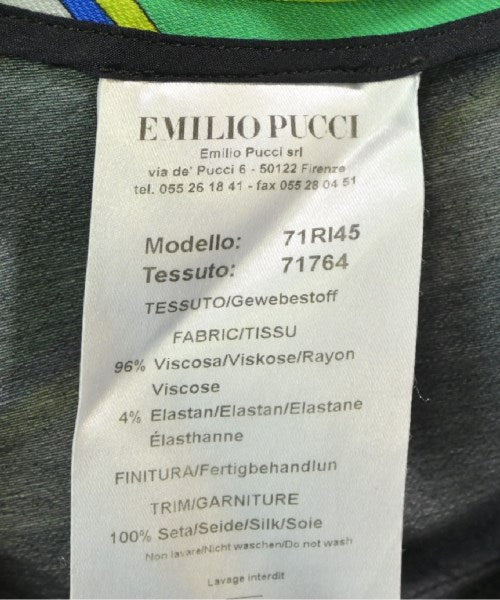 EMILIO PUCCI
Emilio Pucci srl
via de' Pucci 6 - 50122 Firenze
tel. 055 26 18 41 - fax 055 28 04 51
Modello: 71RI45
Tessuto: 71764
TESSUTO/Gewebestoff
FABRIC/TISSU
96% Viscosa/Viskose/Rayon
Viscose
4% Elastan/Elastan/Elastane
Élasthanne
FINITURA/Fertigbehandlun
TRIM/GARNITURE
100% Seta/Seide/Silk/Soie
Non lavare/Nicht waschen/Do not wash
Lavage interdit